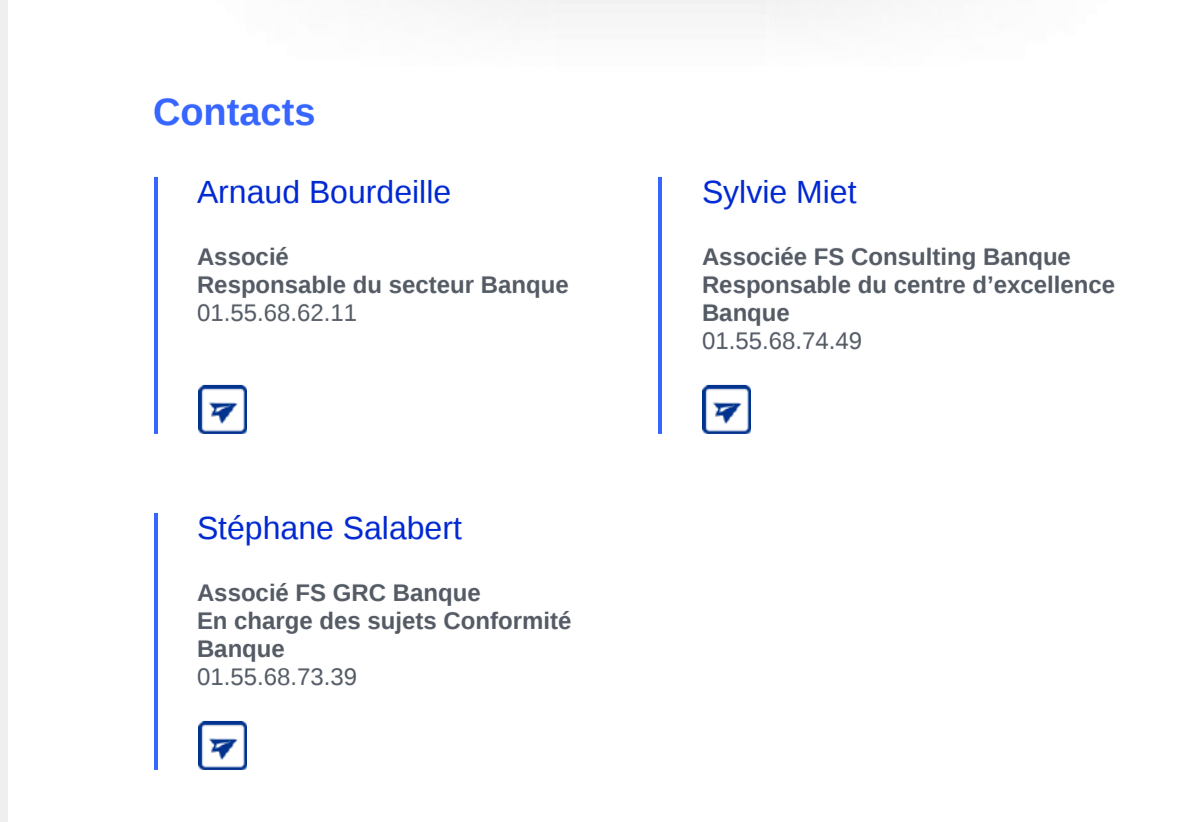 Contacts
Arnaud Bourdeille
Associé
Responsable du secteur Banque
01.55.68.62.11
Sylvie Miet
Associée FS Consulting Banque
Responsable du centre d’excellence
Banque
01.55.68.74.49
Stéphane Salabert
Associé FS GRC Banque
En charge des sujets Conformité
Banque
01.55.68.73.39